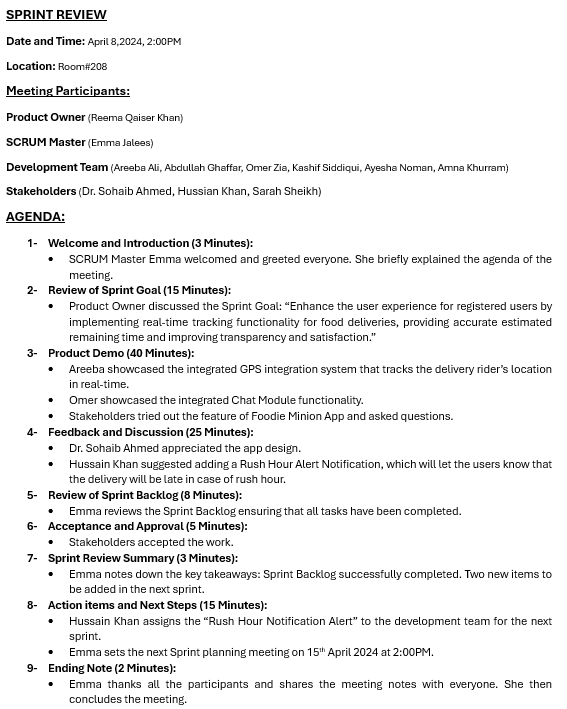 SPRINT REVIEW
Date and Time: April 8,2024, 2:00PM
Location: Room#208
Meeting Participants:
Product Owner (Reema Qaiser Khan)
SCRUM Master (Emma Jalees)
Development Team (Areeba Ali, Abdullah Ghaffar, Omer Zia, Kashif Siddiqui, Ayesha Noman, Amna Khurram)
Stakeholders (Dr. Sohaib Ahmed, Hussian Khan, Sarah Sheikh)
AGENDA:
1- Welcome and Introduction (3 Minutes):
• SCRUM Master Emma welcomed and greeted everyone. She briefly explained the agenda of the
meeting.
2- Review of Sprint Goal (15 Minutes):
• Product Owner discussed the Sprint Goal: “Enhance the user experience for registered users by
implementing real-time tracking functionality for food deliveries, providing accurate estimated
remaining time and improving transparency and satisfaction.”
3- Product Demo (40 Minutes):
• Areeba showcased the integrated GPS integration system that tracks the delivery rider’s location
in real-time.
• Omer showcased the integrated Chat Module functionality.
• Stakeholders tried out the feature of Foodie Minion App and asked questions.
4- Feedback and Discussion (25 Minutes):
• Dr. Sohaib Ahmed appreciated the app design.
• Hussain Khan suggested adding a Rush Hour Alert Notification, which will let the users know that
the delivery will be late in case of rush hour.
5- Review of Sprint Backlog (8 Minutes):
• Emma reviews the Sprint Backlog ensuring that all tasks have been completed.
6- Acceptance and Approval (5 Minutes):
• Stakeholders accepted the work.
7- Sprint Review Summary (3 Minutes):
• Emma notes down the key takeaways: Sprint Backlog successfully completed. Two new items to
be added in the next sprint.
8- Action items and Next Steps (15 Minutes):
• Hussain Khan assigns the “Rush Hour Notification Alert” to the development team for the next
sprint.
• Emma sets the next Sprint planning meeting on 15th April 2024 at 2:00PM.
9- Ending Note (2 Minutes):
• Emma thanks all the participants and shares the meeting notes with everyone. She then
concludes the meeting.